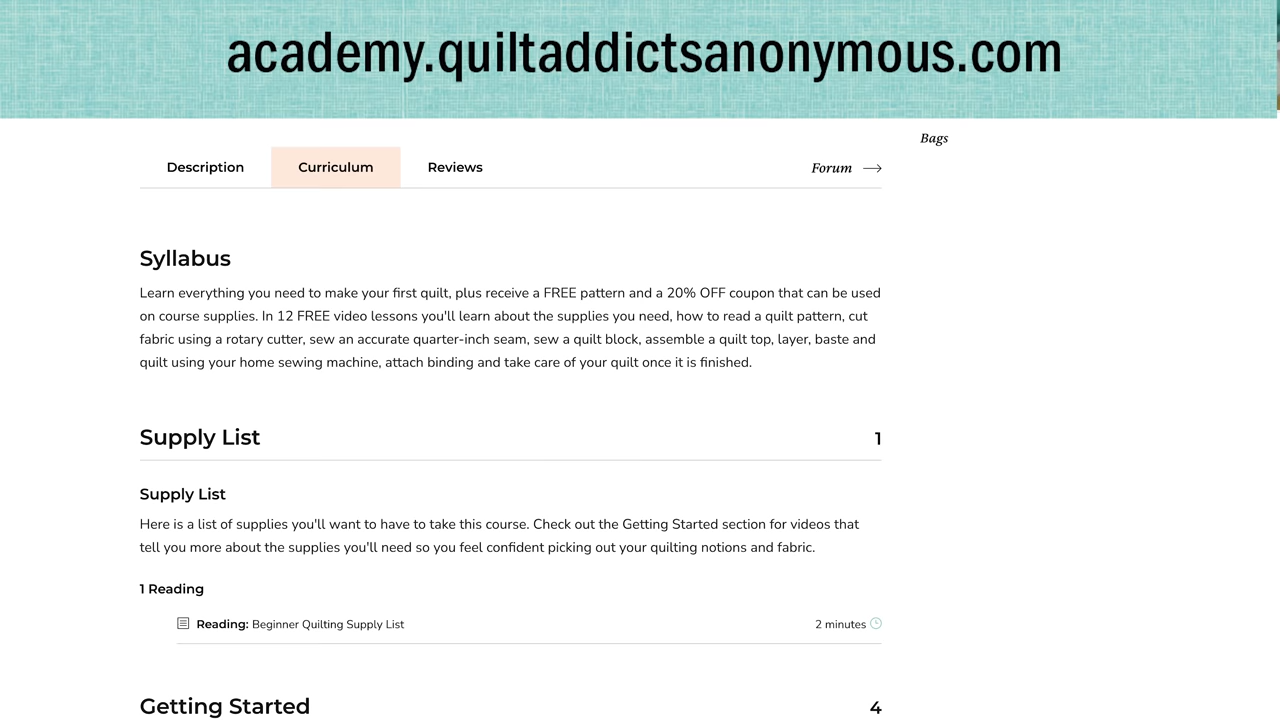 academy.quiltaddictsanonymous.com
Bags
Description Curriculum Reviews Forum
Syllabus
Learn everything you need to make your first quilt, plus receive a FREE pattern and a 20% OFF coupon that can be used
on course supplies. In 12 FREE video lessons you'll learn about the supplies you need, how to read a quilt pattern, cut
fabric using a rotary cutter, sew an accurate quarter-inch seam, sew a quilt block, assemble a quilt top, layer, baste and
quilt using your home sewing machine, attach binding and take care of your quilt once it is finished.
Supply List 1
Supply List
Here is a list of supplies you'll want to have to take this course. Check out the Getting Started section for videos that
tell you more about the supplies you'll need so you feel confident picking out your quilting notions and fabric.
1 Reading
Reading: Beginner Quilting Supply List 2 minutes
Getting Started 4